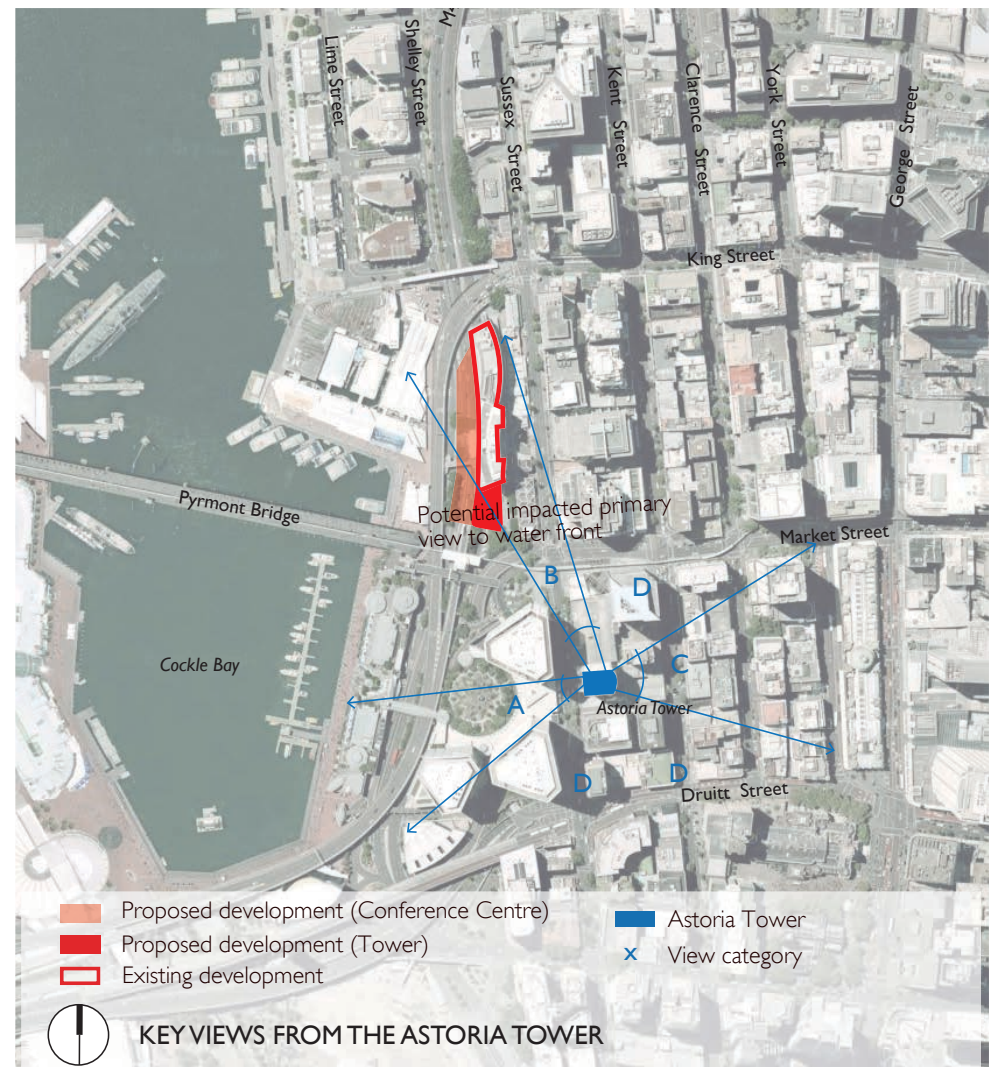 Lime Street
Shelley Street
Sussex Street
Kent Street
Clarence Street
York Street
George Street
King Street
Pyrmont Bridge
Potential impacted primary
view to water front
Market Street
B
D
Cockle Bay
C
A
Astoria Tower
D
D
Druitt Street
Proposed development (Conference Centre)
Proposed development (Tower)
Existing development
Astoria Tower
x View category
KEY VIEWS FROM THE ASTORIA TOWER